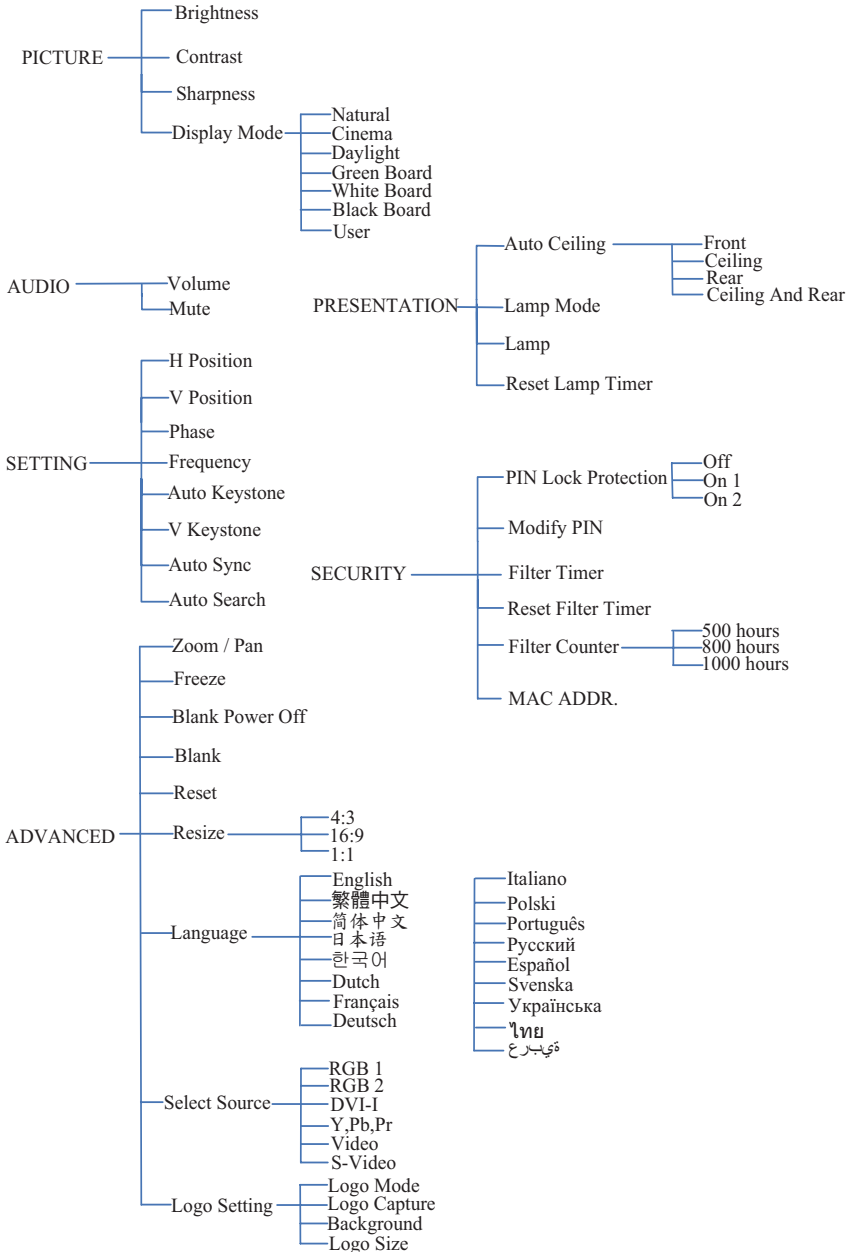 PICTURE
Brightness
Contrast
Sharpness
Display Mode
Natural
Cinema
Daylight
Green Board
White Board
Black Board
User
AUDIO
Volume
Mute
PRESENTATION
Auto Ceiling
Front
Ceiling
Rear
Ceiling And Rear
Lamp Mode
Lamp
Reset Lamp Timer
SETTING
H Position
V Position
Phase
Frequency
Auto Keystone
V Keystone
Auto Sync
Auto Search
SECURITY
PIN Lock Protection
Off
On 1
On 2
Modify PIN
Filter Timer
Reset Filter Timer
Filter Counter
500 hours
800 hours
1000 hours
MAC ADDR.
ADVANCED
Zoom / Pan
Freeze
Blank Power Off
Blank
Reset
Resize
4:3
16:9
1:1
Language
English
繁體中文
简体中文
日本语
한국어
Dutch
Français
Deutsch
Italiano
Polski
Português
Русский
Español
Svenska
Українська
ไทย
ةيبرع
Select Source
RGB 1
RGB 2
DVI-I
Y,Pb,Pr
Video
S-Video
Logo Setting
Logo Mode
Logo Capture
Background
Logo Size